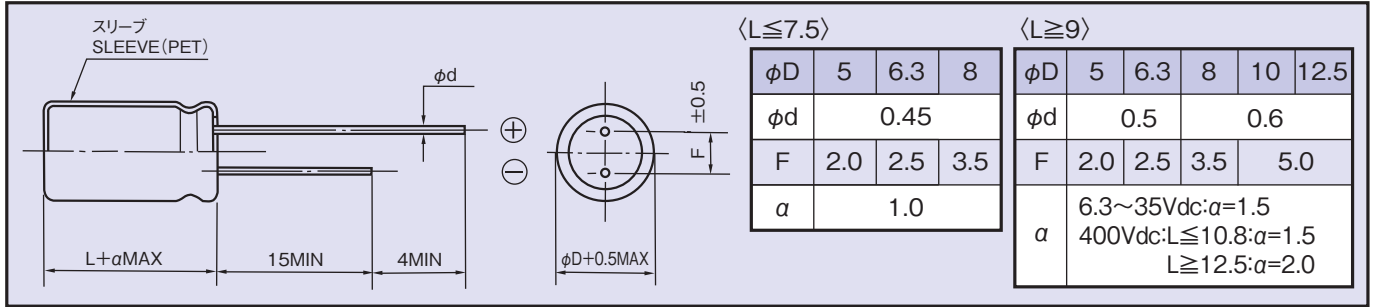 スリーブ
SLEEVE(PET)
φd
⊕
⊖
F ±0.5
L+αMAX
15MIN
4MIN
φD+0.5MAX
〈L≦7.5〉
φD 5 6.3 8
φd 0.45
F 2.0 2.5 3.5
α 1.0
〈L≧9〉
φD 5 6.3 8 10 12.5
φd 0.5 0.6
F 2.0 2.5 3.5 5.0
α 6.3~35Vdc:α=1.5
400Vdc:L≦10.8:α=1.5
L≧12.5:α=2.0